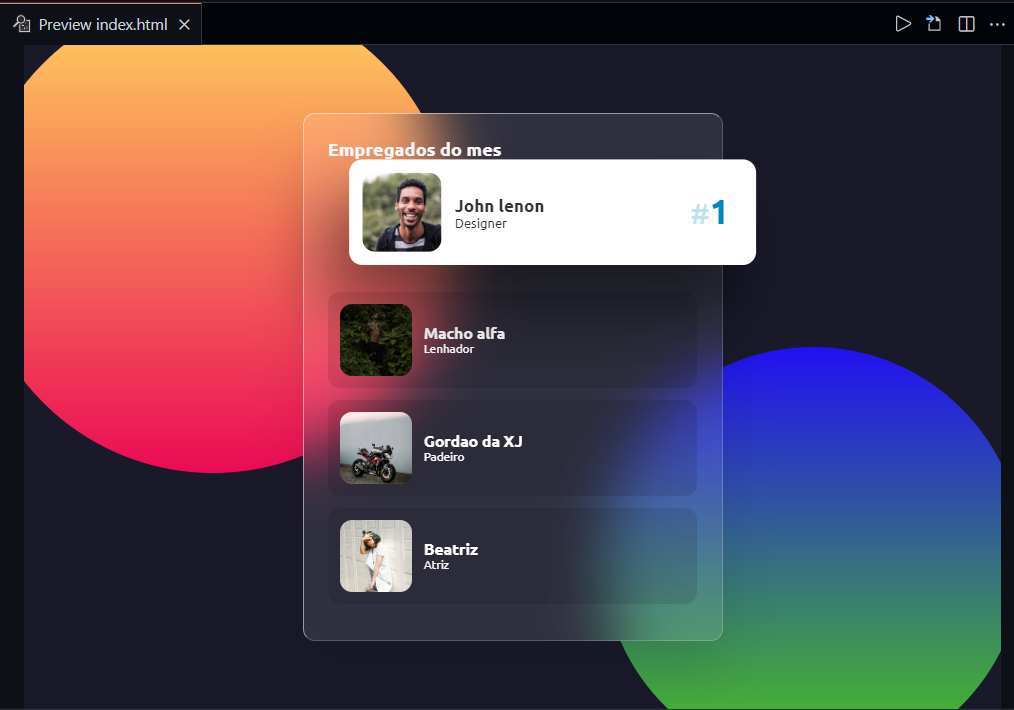 Preview index.html
Empregados do mes
John lenon
Designer
#1
Macho alfa
Lenhador
Gordao da XJ
Padeiro
Beatriz
Atriz